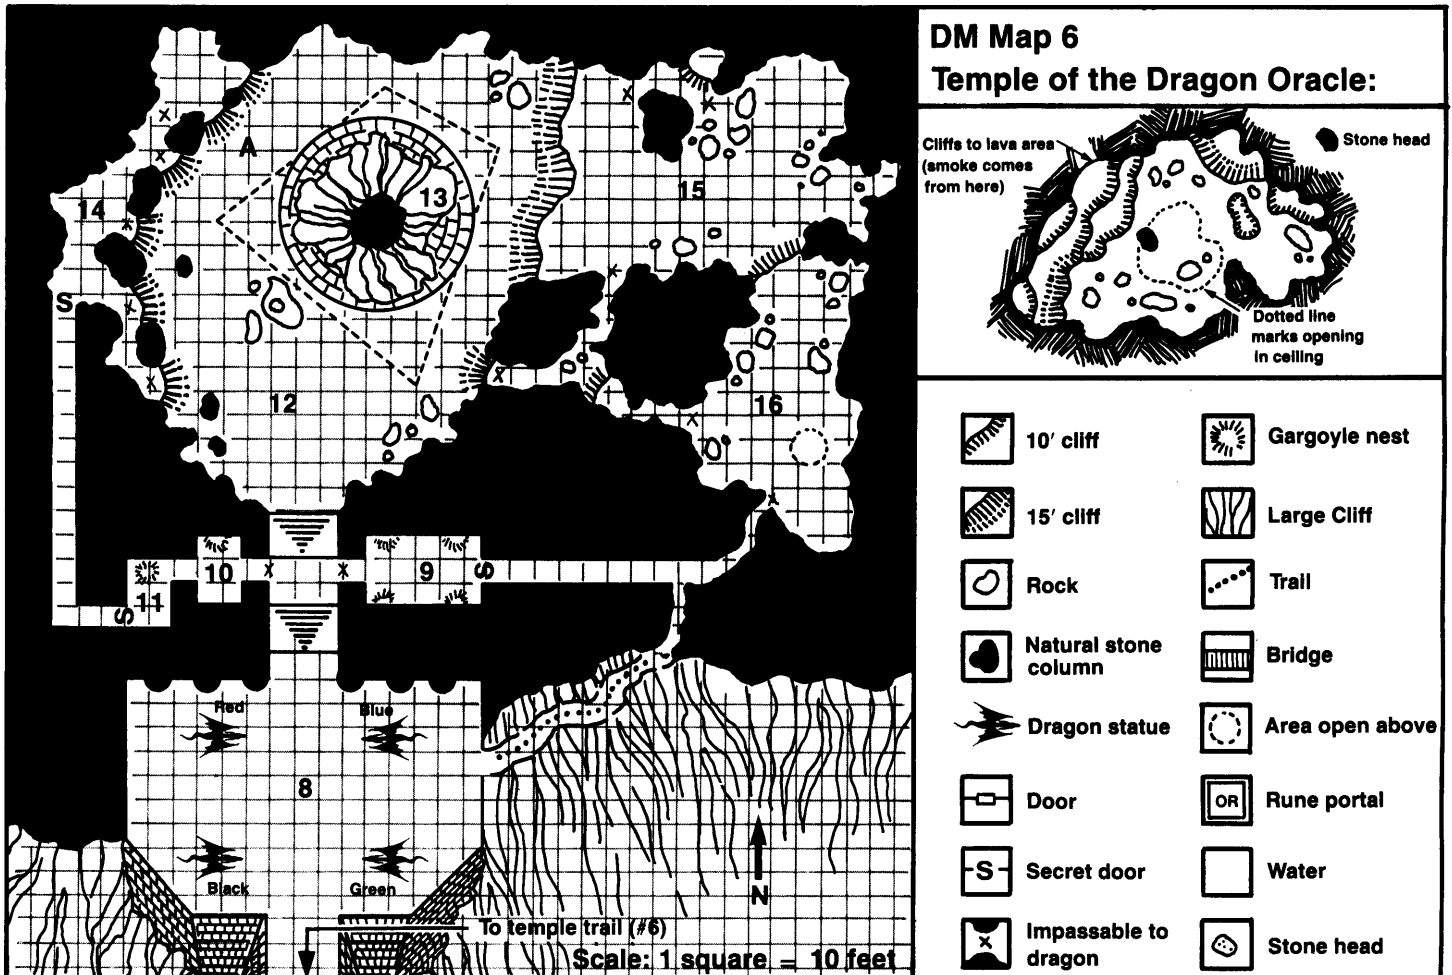 DM Map 6
Temple of the Dragon Oracle:
Cliffs to lava area
(smoke comes
from here)
Stone head
Dotted line
marks opening
in ceiling
A
13
14
15
S
12
16
x
10
9
S
11
S
Red
Blue
8
Black
Green
N
To temple trail (#6)
Scale: 1 square = 10 feet
10' cliff
Gargoyle nest
15' cliff
Large Cliff
Rock
Trail
Natural stone
column
Bridge
Dragon statue
Area open above
Door
OR
Rune portal
S
Secret door
Water
x
Impassable to
dragon
Stone head